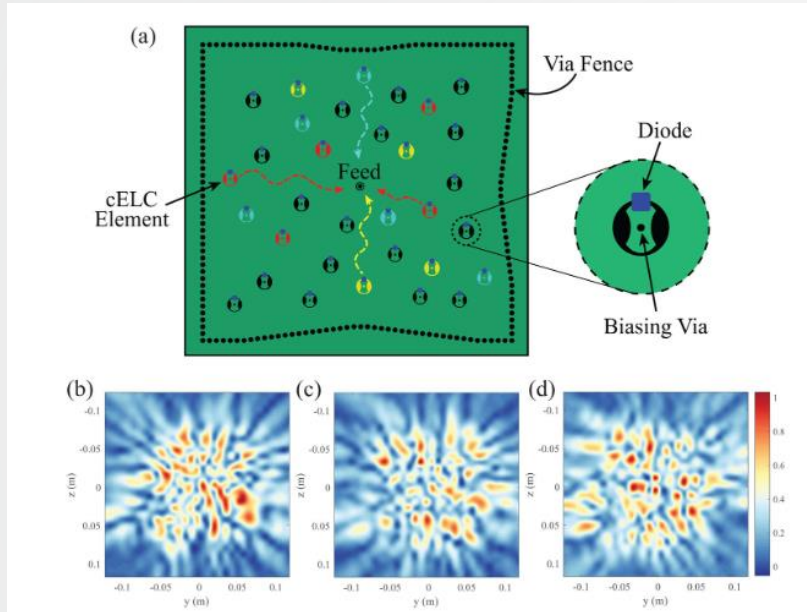 (a)
Via Fence
Diode
Feed
cELC
Element
Biasing Via
(b)
(c)
(d)
-0.1
-0.05
0
0.05
0.1
z (m)
-0.1
-0.05
0
0.05
0.1
y (m)
-0.1
-0.05
0
0.05
0.1
z (m)
-0.1
-0.05
0
0.05
0.1
y (m)
-0.1
-0.05
0
0.05
0.1
z (m)
-0.1
-0.05
0
0.05
0.1
y (m)
1
0.8
0.6
0.4
0.2
0